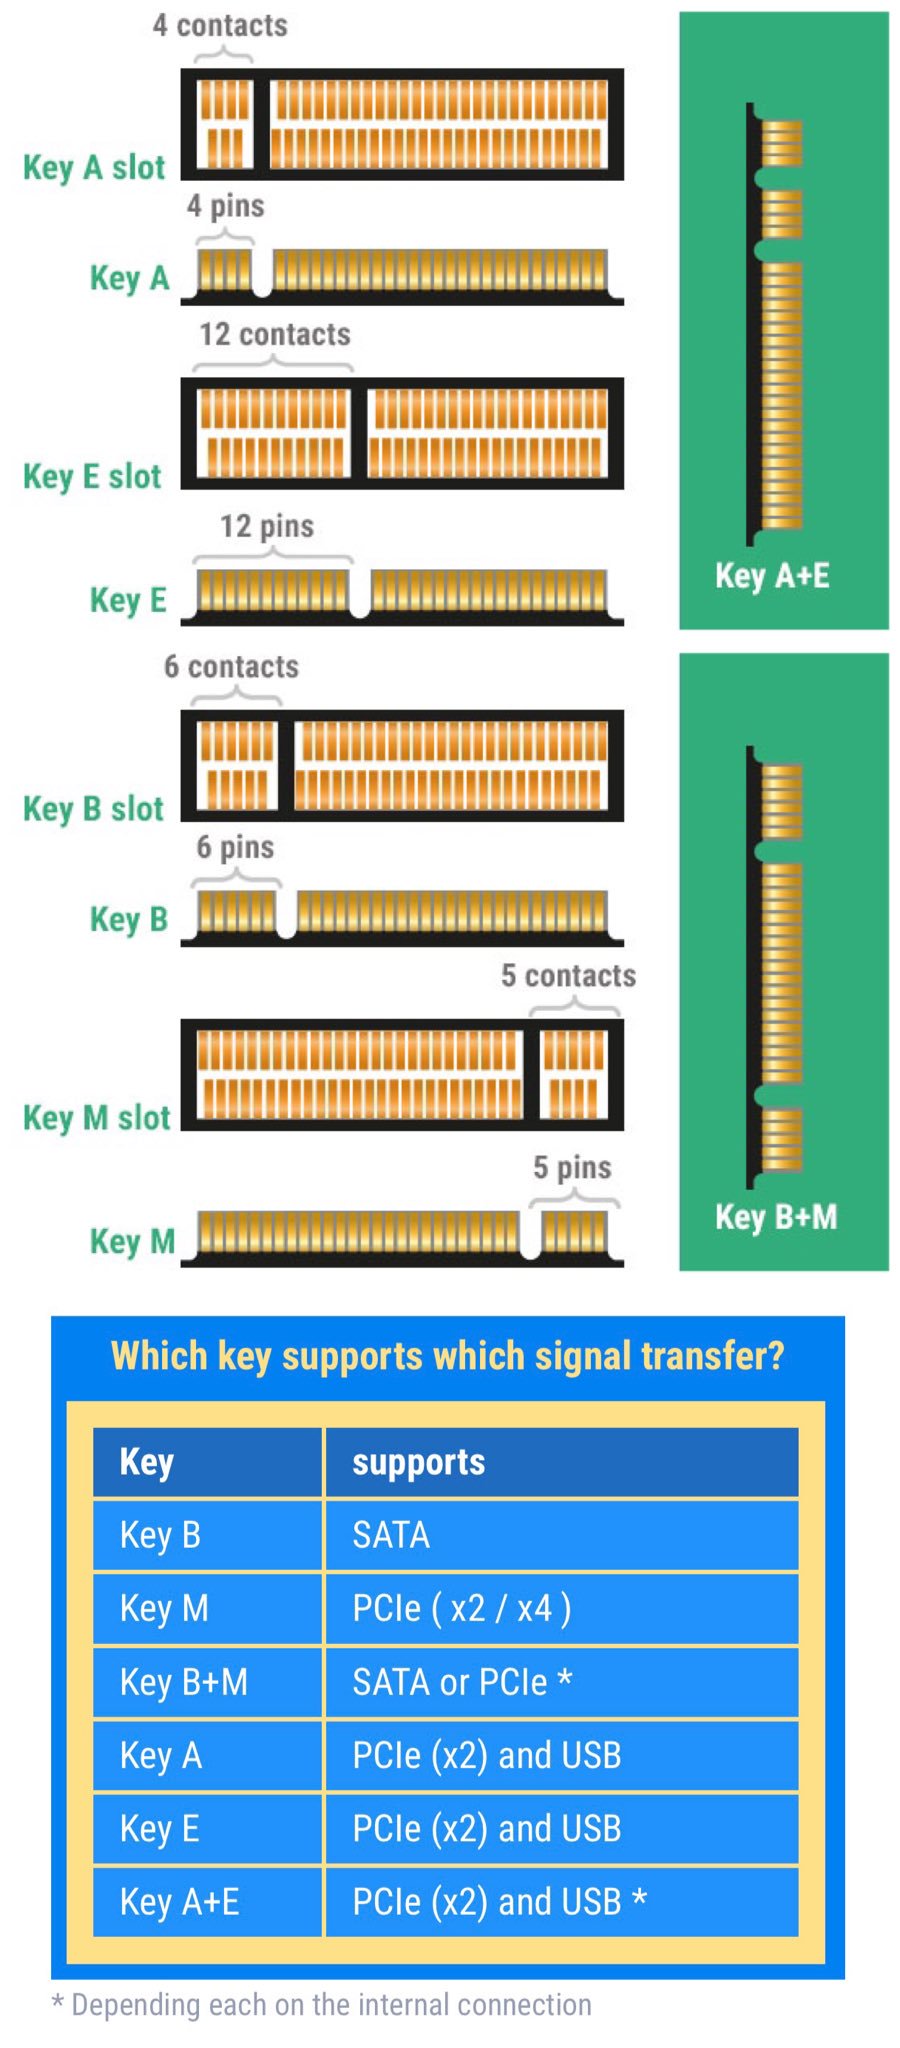 4 contacts
Key A slot
4 pins
Key A
12 contacts
Key E slot
12 pins
Key E
Key A+E
6 contacts
Key B slot
6 pins
Key B
5 contacts
Key M slot
5 pins
Key M
Key B+M
Which key supports which signal transfer?
Key supports
Key B SATA
Key M PCIe ( x2 / x4 )
Key B+M SATA or PCIe *
Key A PCIe (x2) and USB
Key E PCIe (x2) and USB
Key A+E PCIe (x2) and USB *
* Depending each on the internal connection